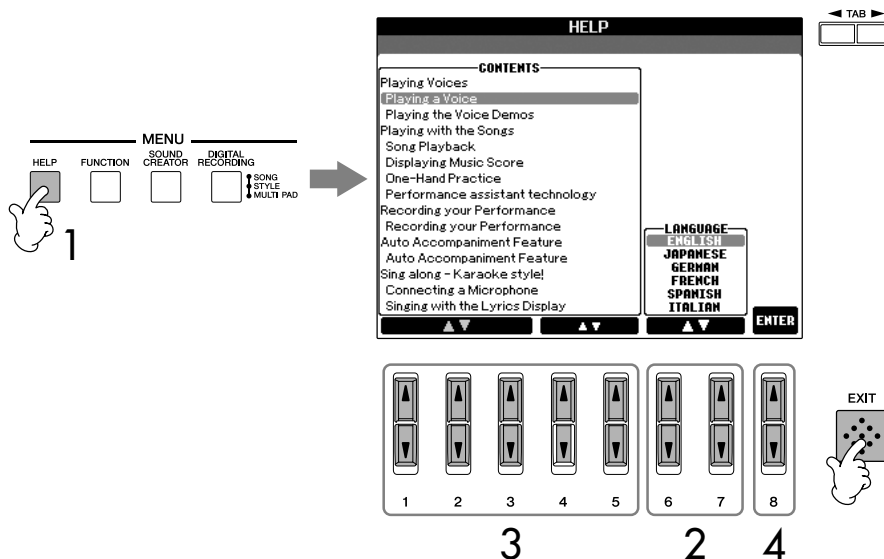 HELP
◄ TAB ►
CONTENTS
Playing Voices
Playing a Voice
Playing the Voice Demos
Playing with the Songs
Song Playback
Displaying Music Score
One-Hand Practice
Performance assistant technology
Recording your Performance
Recording your Performance
Auto Accompaniment Feature
Auto Accompaniment Feature
Sing along - Karaoke style!
Connecting a Microphone
Singing with the Lyrics Display
LANGUAGE
ENGLISH
JAPANESE
GERMAN
FRENCH
SPANISH
ITALIAN
ENTER
MENU
HELP
FUNCTION
SOUND
CREATOR
DIGITAL
RECORDING
SONG
STYLE
MULTI PAD
1
EXIT
1 2 3 4 5 6 7 8
3 2 4